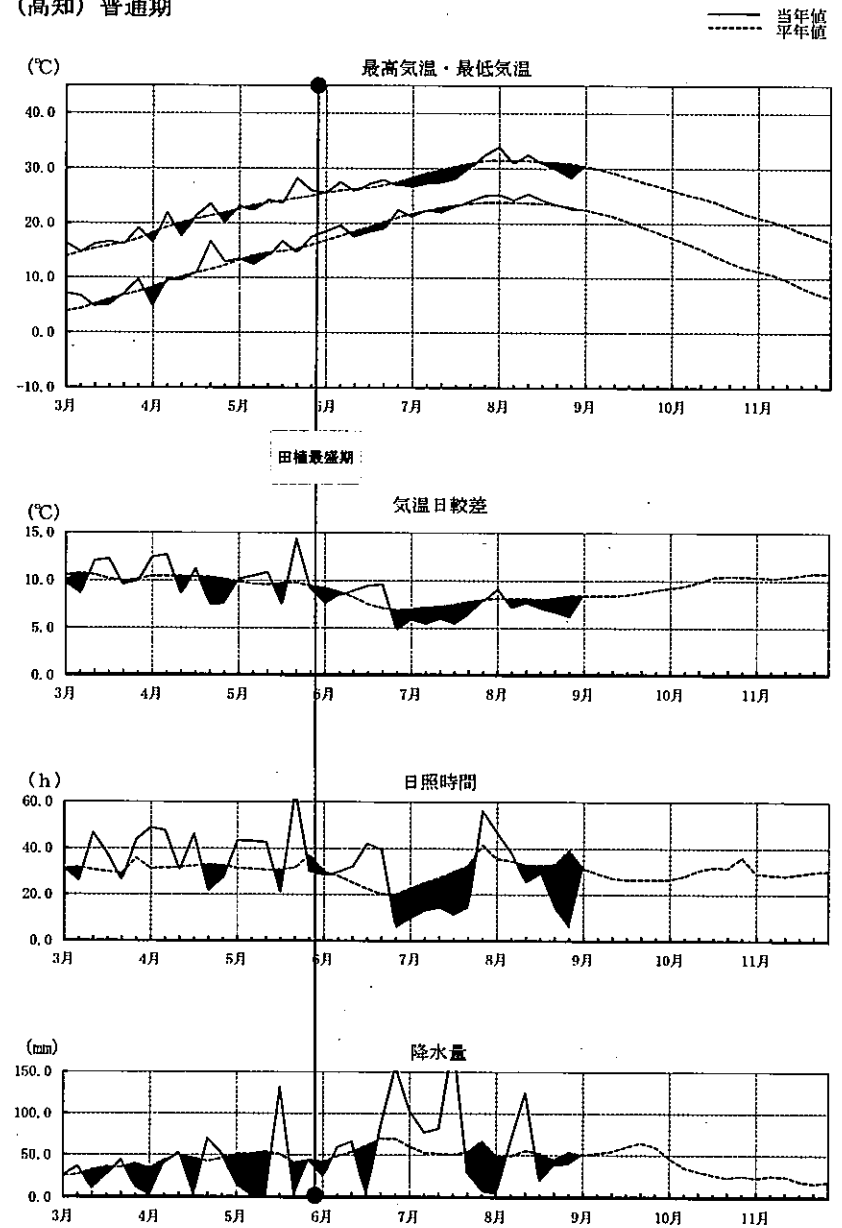 (高知) 普通期
当年値
平年値
(℃)
最高気温・最低気温
40.0
30.0
20.0
10.0
0.0
-10.0
3月 4月 5月 6月 7月 8月 9月 10月 11月
田植最盛期
(℃)
気温日較差
15.0
10.0
5.0
0.0
3月 4月 5月 6月 7月 8月 9月 10月 11月
(h)
日照時間
60.0
40.0
20.0
0.0
3月 4月 5月 6月 7月 8月 9月 10月 11月
(mm)
降水量
150.0
100.0
50.0
0.0
3月 4月 5月 6月 7月 8月 9月 10月 11月